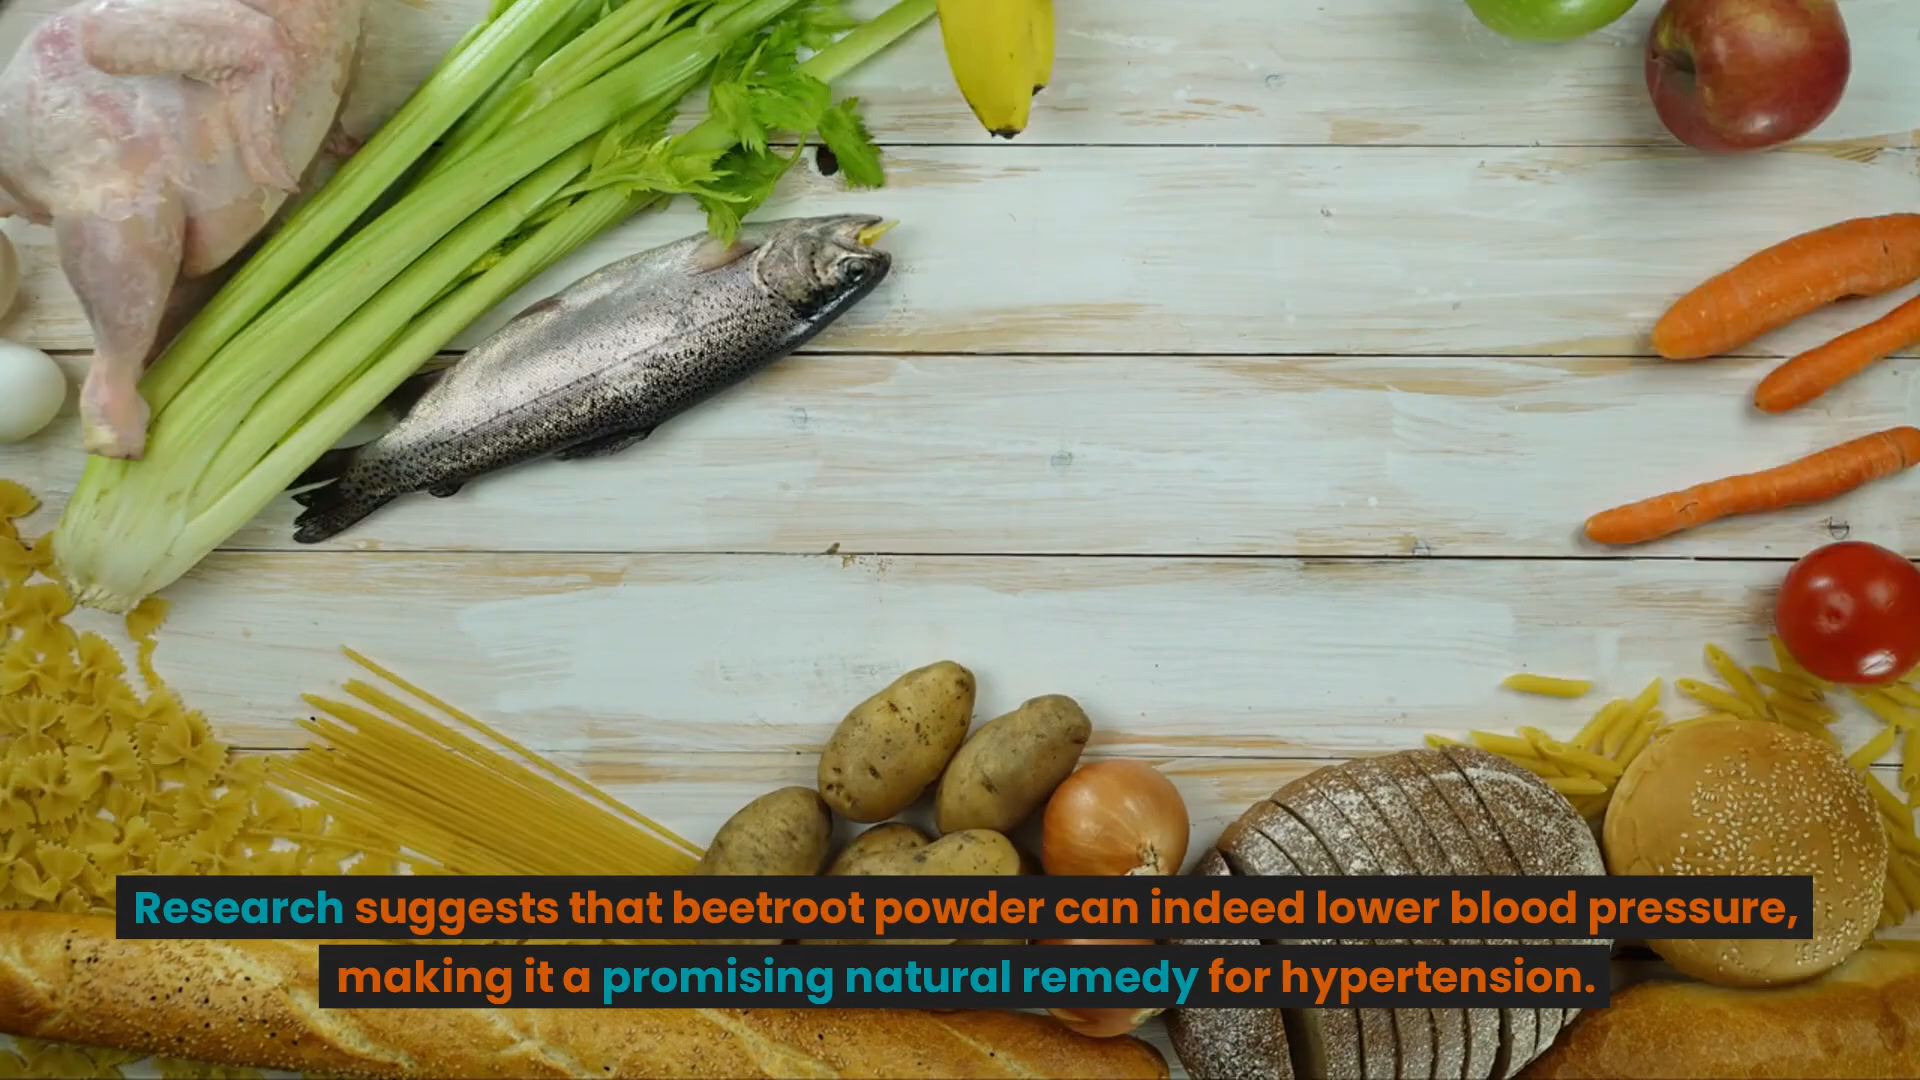 Research suggests that beetroot powder can indeed lower blood pressure,
making it a promising natural remedy for hypertension.